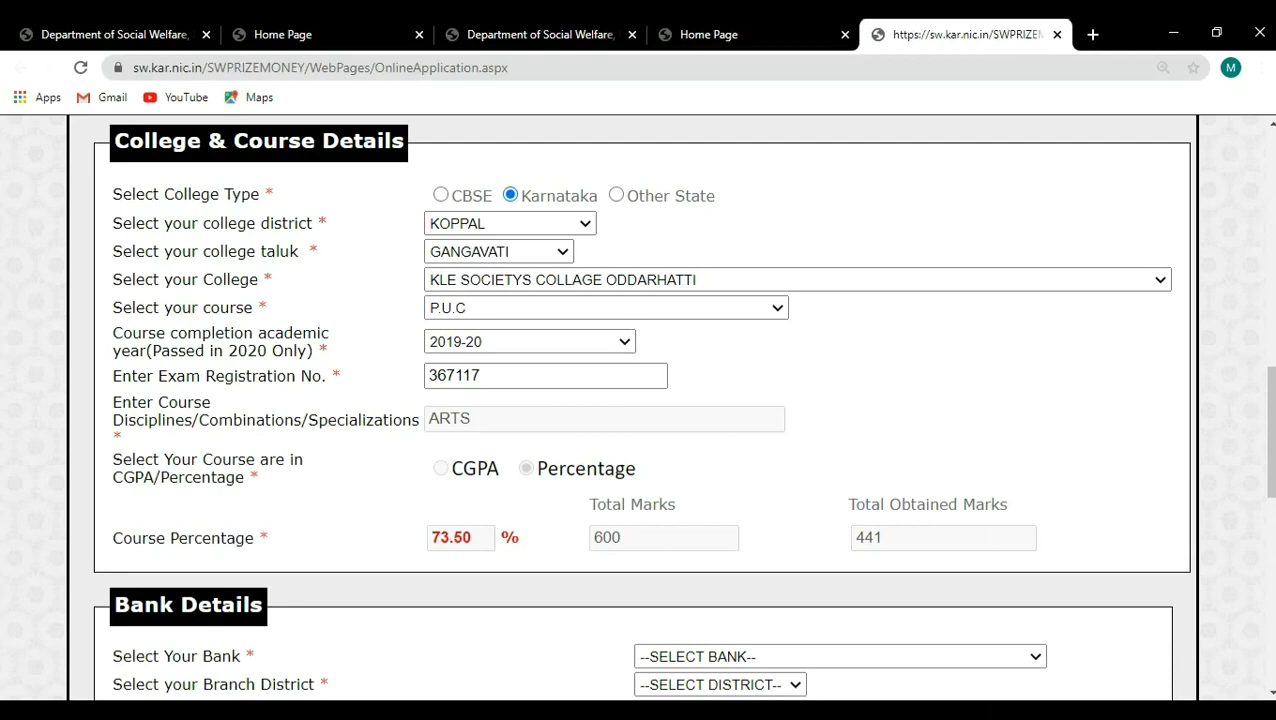 Department of Social Welfare,
Home Page
Department of Social Welfare,
Home Page
https://sw.kar.nic.in/SWPRIZEM
sw.kar.nic.in/SWPRIZEMONEY/WebPages/OnlineApplication.aspx
M
Apps Gmail YouTube Maps
College & Course Details
Select College Type * CBSE Karnataka Other State
Select your college district * KOPPAL
Select your college taluk * GANGAVATI
Select your College * KLE SOCIETYS COLLAGE ODDARHATTI
Select your course * P.U.C
Course completion academic
year(Passed in 2020 Only) * 2019-20
Enter Exam Registration No. * 367117
Enter Course
Disciplines/Combinations/Specializations ARTS
*
Select Your Course are in
CGPA/Percentage * CGPA Percentage
Total Marks Total Obtained Marks
Course Percentage * 73.50 % 600 441
Bank Details
Select Your Bank * --SELECT BANK--
Select your Branch District * --SELECT DISTRICT--